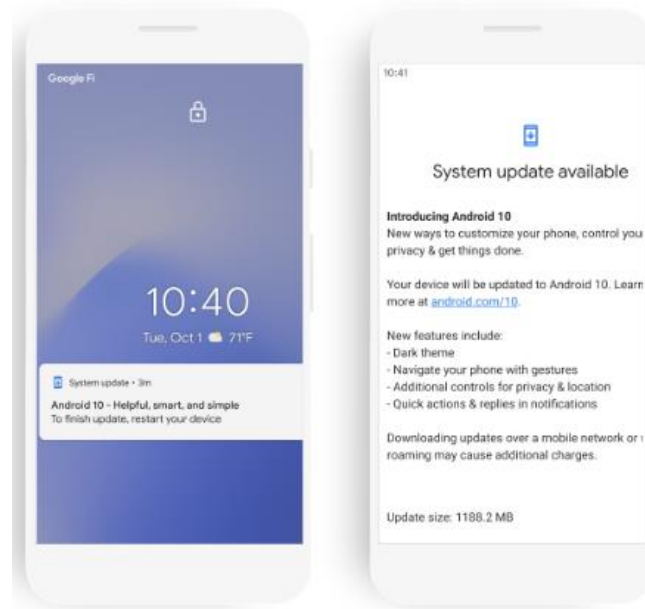 Google Fi
10:40
Tue, Oct 1 71°F
System update • 3m
Android 10 - Helpful, smart, and simple
To finish update, restart your device
10:41
System update available
Introducing Android 10
New ways to customize your phone, control you
privacy & get things done.
Your device will be updated to Android 10. Learn
more at android.com/10.
New features include:
- Dark theme
- Navigate your phone with gestures
- Additional controls for privacy & location
- Quick actions & replies in notifications
Downloading updates over a mobile network or
roaming may cause additional charges.
Update size: 1188.2 MB